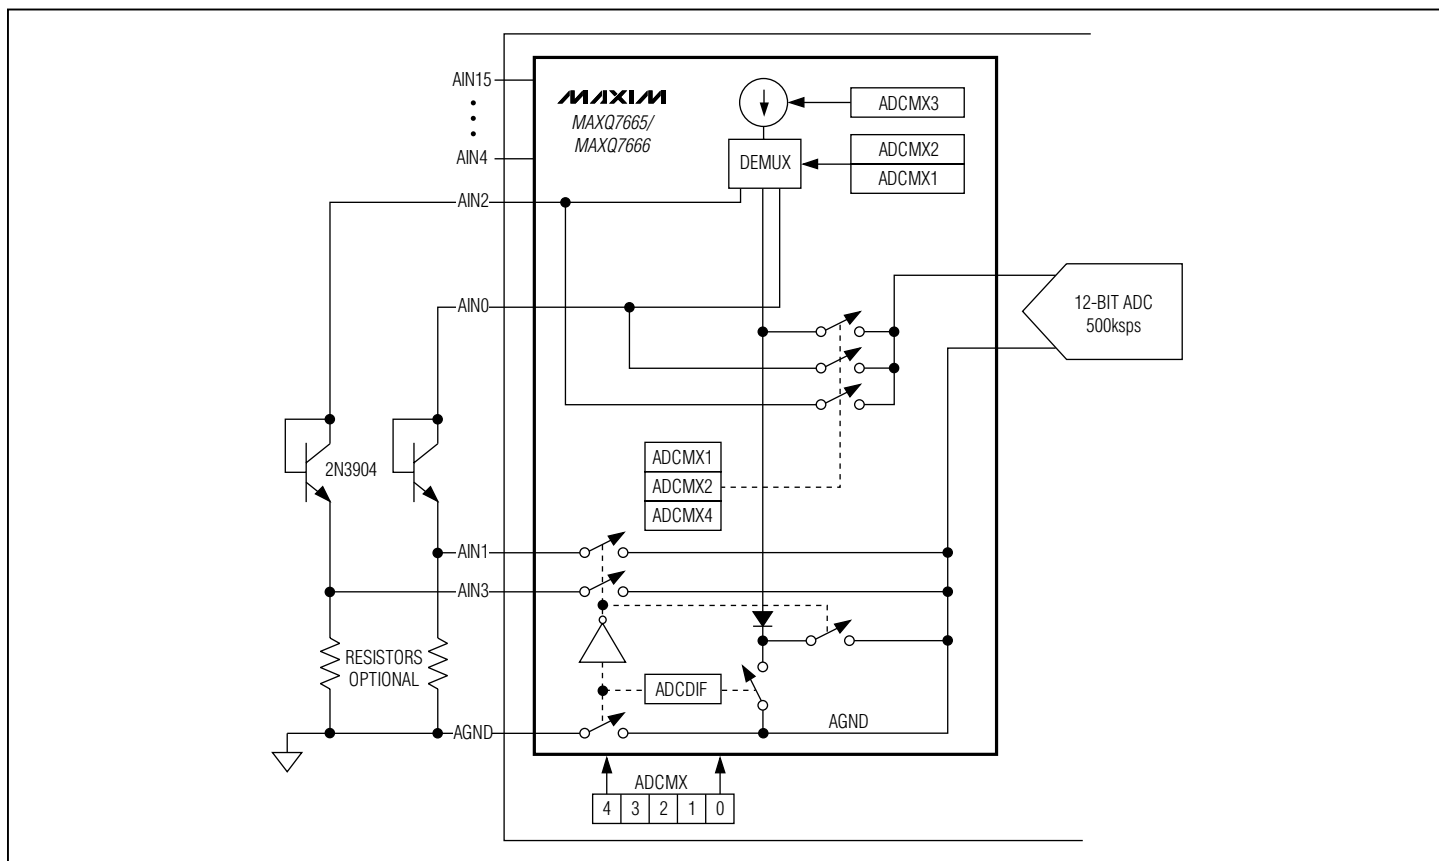 AIN15
MAXIM
MAXQ7665/
MAXQ7666
ADCMX3
AIN4
DEMUX
ADCMX2
ADCMX1
AIN2
AIN0
12-BIT ADC
500ksps
2N3904
ADCMX1
ADCMX2
ADCMX4
AIN1
AIN3
RESISTORS
OPTIONAL
ADCDIF
AGND
AGND
ADCMX
4 3 2 1 0